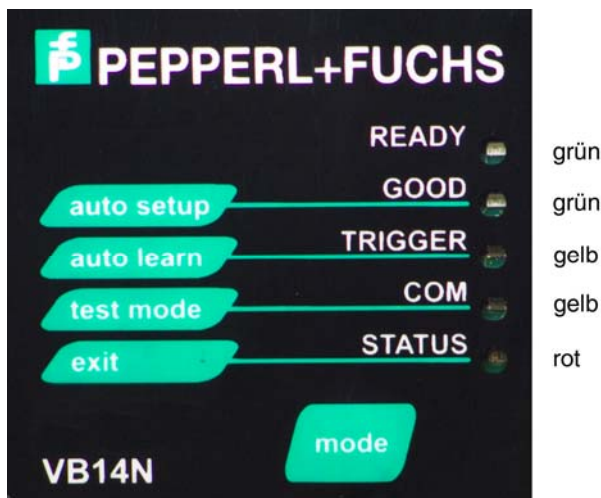 PEPPERL+FUCHS
READY
grün
auto setup GOOD grün
auto learn TRIGGER gelb
test mode COM gelb
exit STATUS rot
mode
VB14N